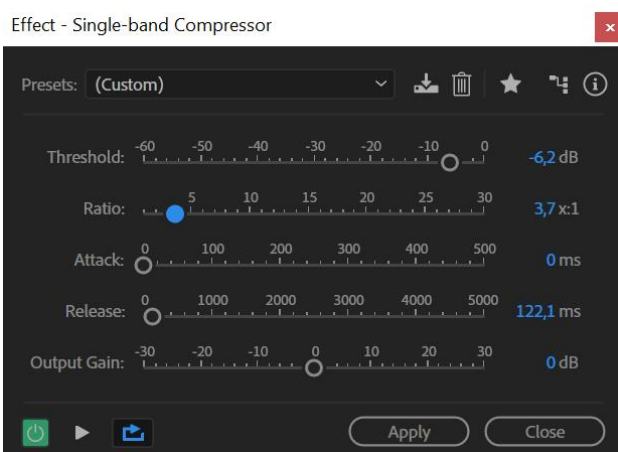 Effect - Single-band Compressor
x
Presets: (Custom)
-60 -50 -40 -30 -20 -10 0
Threshold: -6,2 dB
5 10 15 20 25 30
Ratio: 3,7 x:1
0 100 200 300 400 500
Attack: 0 ms
0 1000 2000 3000 4000 5000
Release: 122,1 ms
-30 -20 -10 0 10 20 30
Output Gain: 0 dB
Apply Close